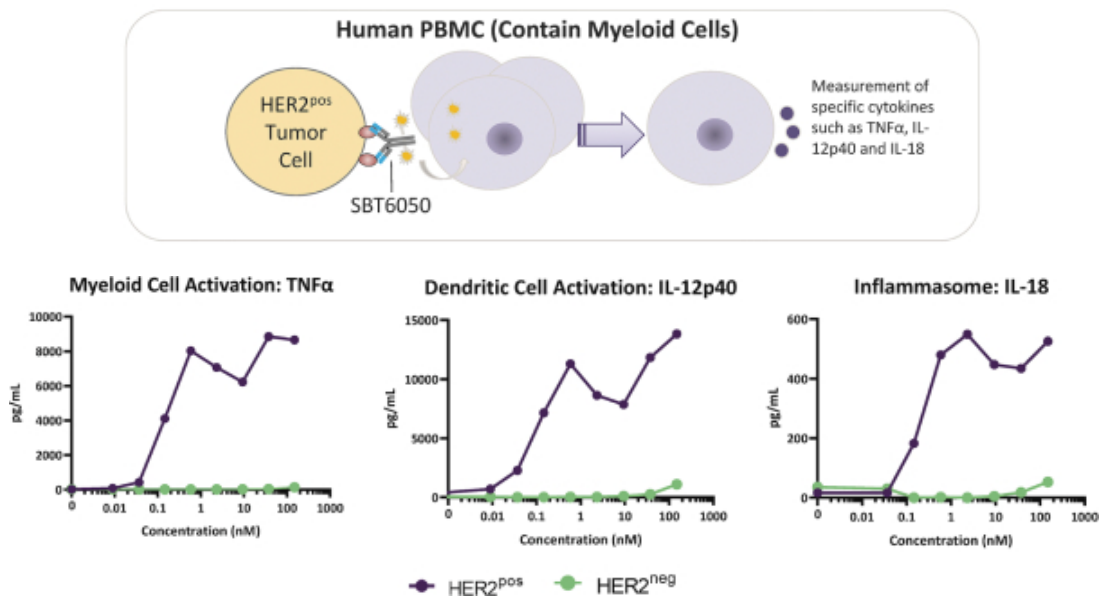 Human PBMC (Contain Myeloid Cells)
HER2pos
Tumor
Cell
SBT6050
Measurement of
specific cytokines
such as TNFα, IL-
12p40 and IL-18
Myeloid Cell Activation: TNFα
10000
8000
6000
4000
2000
0
pg/mL
0 0.01 0.1 1 10 100 1000
Concentration (nM)
Dendritic Cell Activation: IL-12p40
15000
10000
5000
0
pg/mL
0 0.01 0.1 1 10 100 1000
Concentration (nM)
Inflammasome: IL-18
600
400
200
0
pg/mL
0 0.01 0.1 1 10 100 1000
Concentration (nM)
HER2pos HER2neg